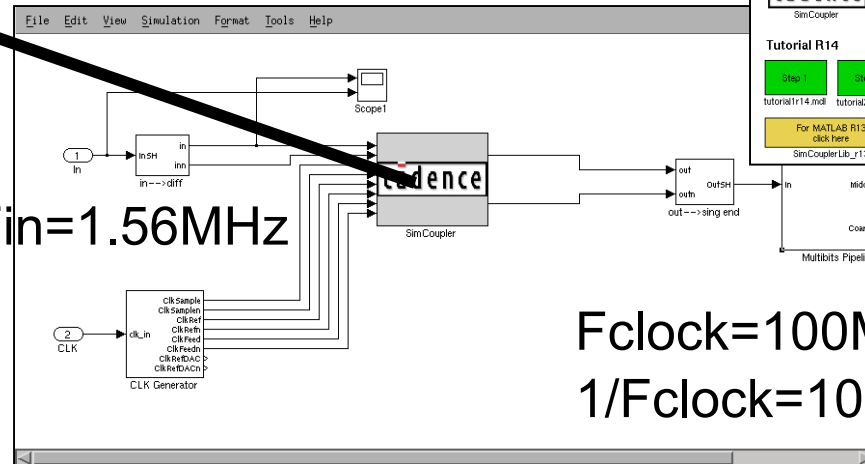 File Edit View Simulation Format Tools Help
SimCoupler
Tutorial R14
Step 1
tutorial1r14.mdl
For MATLAB R13
click here
Scope1
1
In
InSH
in
inn
in-->diff
cadence
SimCoupler
out
outn
OutSH
out-->sing end
In
in=1.56MHz
2
CLK
clk_in
ClkSample
ClkSamplen
ClkRef
ClkRefn
ClkFeed
ClkFeedn
ClkRefDAC
ClkRefDACn
CLK Generator
Multibits
Fclock=100M
1/Fclock=10